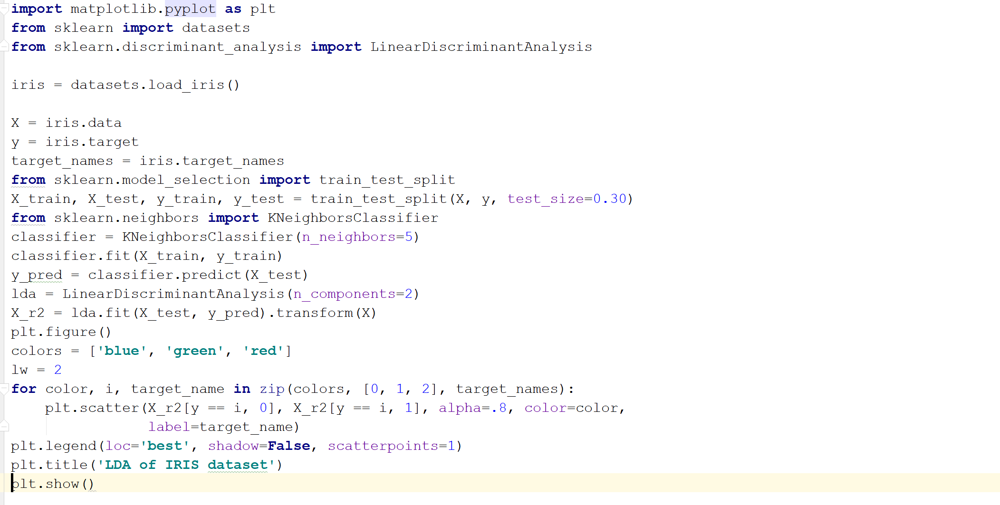 import matplotlib.pyplot as plt
from sklearn import datasets
from sklearn.discriminant_analysis import LinearDiscriminantAnalysis
iris = datasets.load_iris()
X = iris.data
y = iris.target
target_names = iris.target_names
from sklearn.model_selection import train_test_split
X_train, X_test, y_train, y_test = train_test_split(X, y, test_size=0.30)
from sklearn.neighbors import KNeighborsClassifier
classifier = KNeighborsClassifier(n_neighbors=5)
classifier.fit(X_train, y_train)
y_pred = classifier.predict(X_test)
lda = LinearDiscriminantAnalysis(n_components=2)
X_r2 = lda.fit(X_test, y_pred).transform(X)
plt.figure()
colors = ['blue', 'green', 'red']
lw = 2
for color, i, target_name in zip(colors, [0, 1, 2], target_names):
    plt.scatter(X_r2[y == i, 0], X_r2[y == i, 1], alpha=.8, color=color,
                label=target_name)
plt.legend(loc='best', shadow=False, scatterpoints=1)
plt.title('LDA of IRIS dataset')
plt.show()